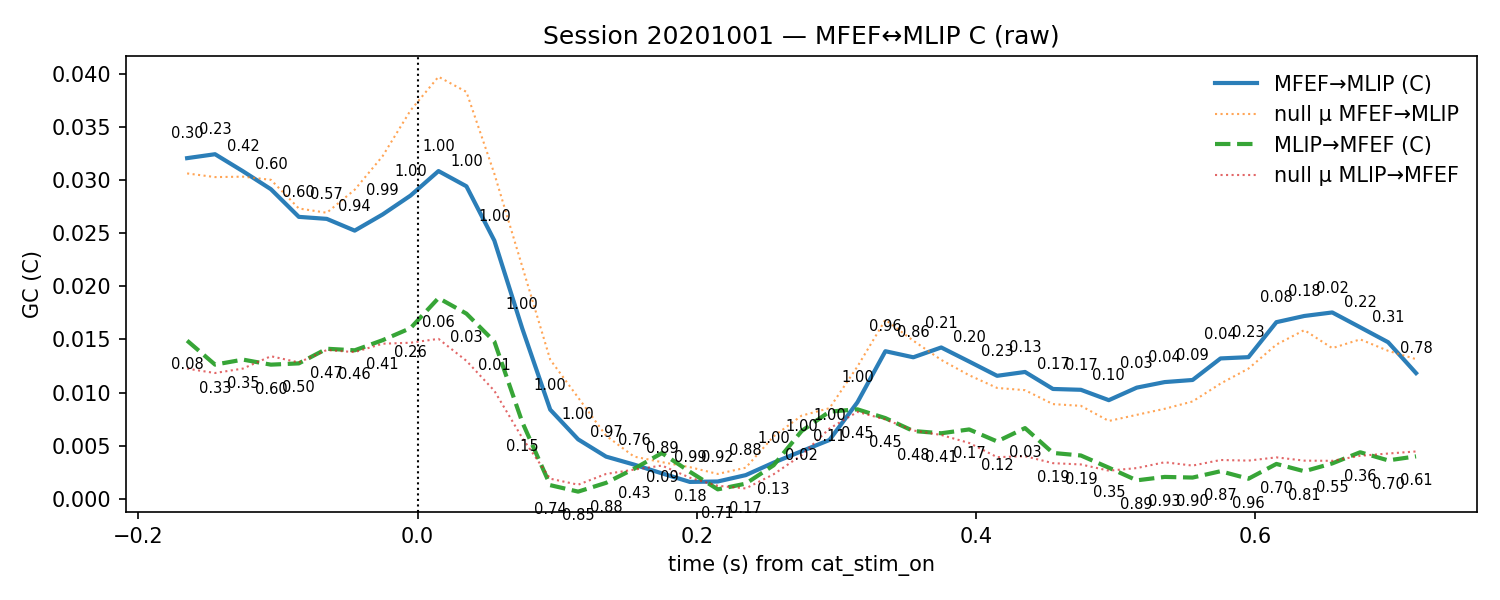 Session 20201001 — MFEF↔MLIP C (raw)
GC (C)
0.040
0.035
0.030
0.025
0.020
0.015
0.010
0.005
0.000
MFEF→MLIP (C)
null μ MFEF→MLIP
MLIP→MFEF (C)
null μ MLIP→MFEF
0.30 0.23 0.42 0.60 0.60 0.57 0.94 0.99 1.00 1.00 1.00 1.00 1.00 1.00 1.00 0.97 0.76 0.89 0.99 0.92 0.88 1.00 1.00 1.00 1.00 0.96 0.86 0.21 0.20 0.23 0.13 0.17 0.17 0.10 0.03 0.04 0.09 0.04 0.23 0.08 0.18 0.02 0.22 0.31 0.78
0.08 0.33 0.35 0.60 0.50 0.47 0.46 0.41 0.26 0.06 0.03 0.01 0.15 0.74 0.85 0.88 0.43 0.09 0.18 0.71 0.17 0.13 0.02 0.11 0.45 0.45 0.48 0.41 0.17 0.12 0.03 0.19 0.19 0.35 0.89 0.93 0.90 0.87 0.96 0.70 0.81 0.55 0.36 0.70 0.61
−0.2 0.0 0.2 0.4 0.6
time (s) from cat_stim_on